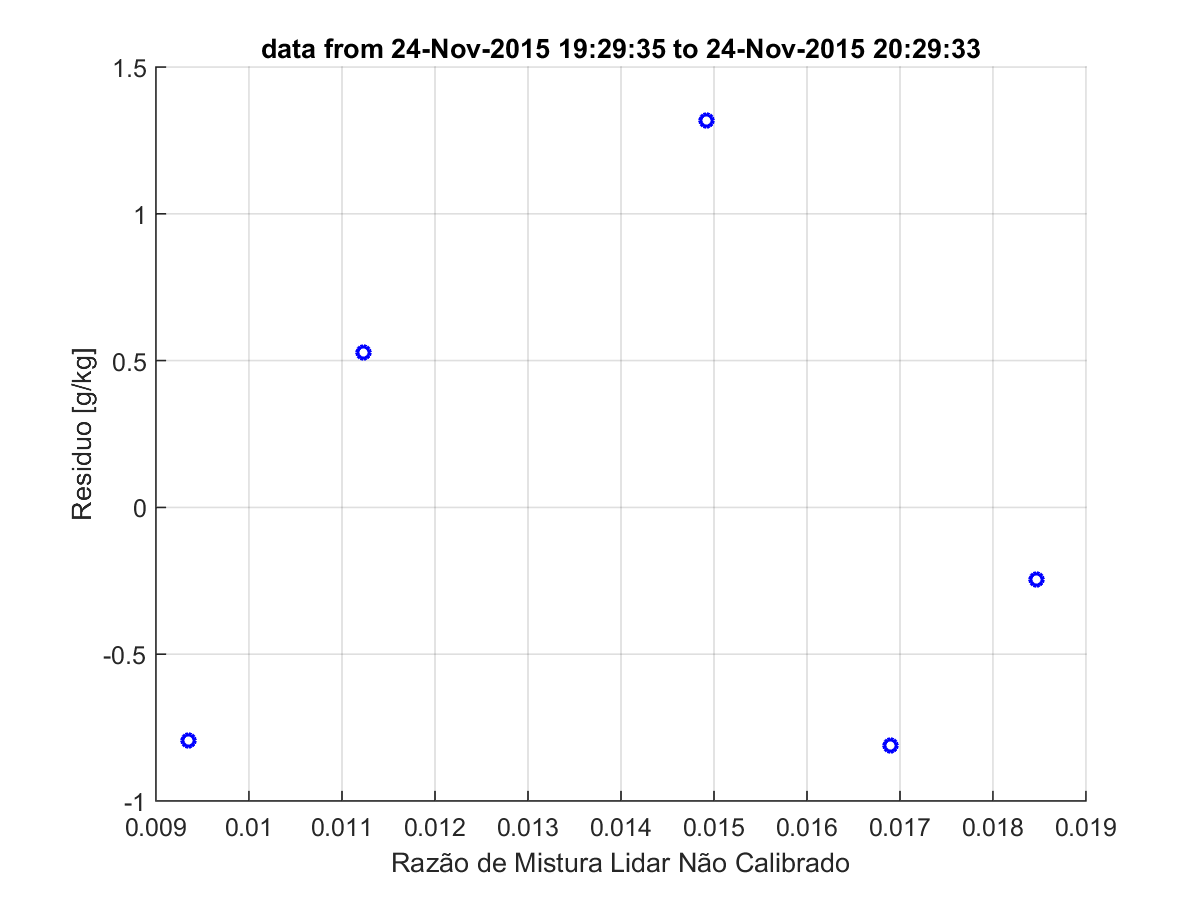 data from 24-Nov-2015 19:29:35 to 24-Nov-2015 20:29:33
1.5
1
0.5
0
-0.5
-1
Residuo [g/kg]
0.009 0.01 0.011 0.012 0.013 0.014 0.015 0.016 0.017 0.018 0.019
Razão de Mistura Lidar Não Calibrado